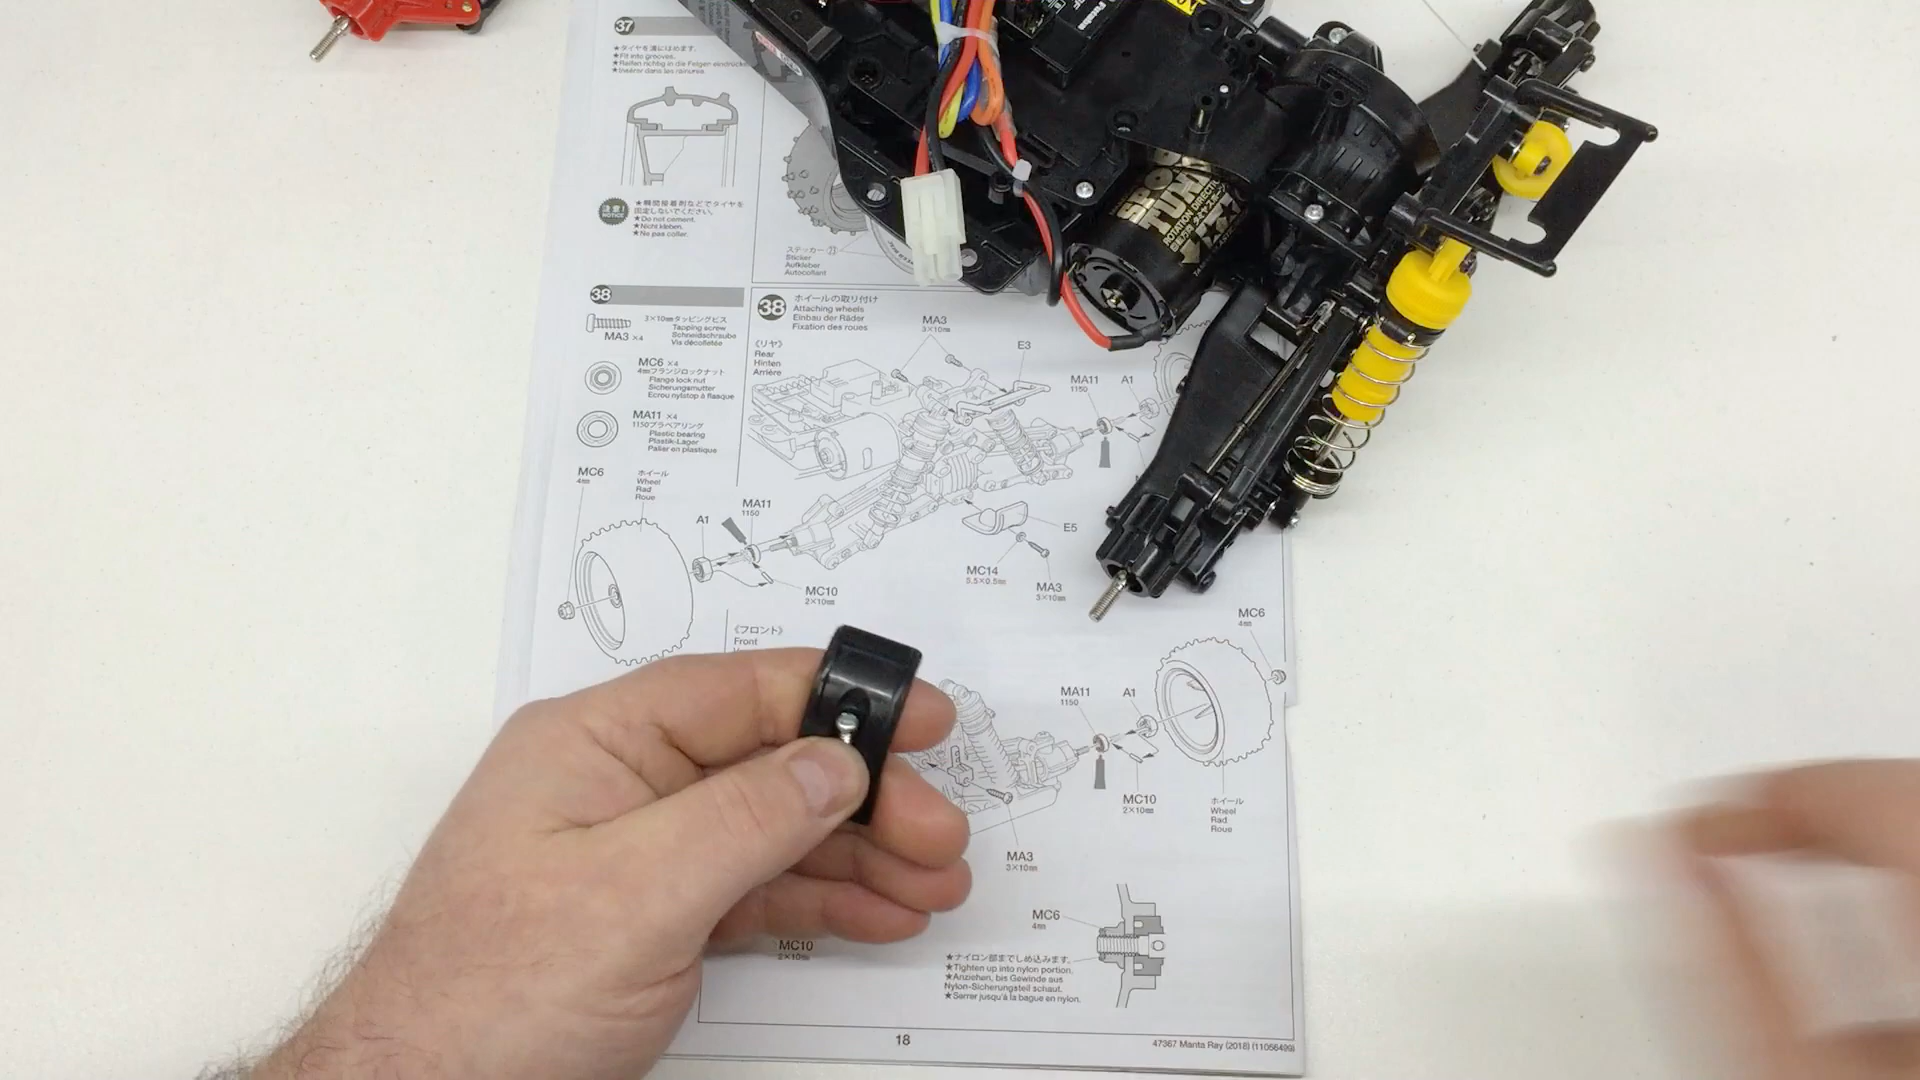 37
★タイヤを溝にはめます。
★Fit into grooves.
★Reifen richtig in die Felgen eindrücke
★Insérer dans les rainures.
注意!
NOTICE
★瞬間接着剤などでタイヤを
固定しないでください。
★Do not cement.
★Nicht kleben.
★Ne pas coller.
ステッカー
Sticker
Aufkleber
Autocollant
38
3×10㎜タッピングビス
Tapping screw
Schneidschraube
Vis décolletée
MA3 ×4
MC6 ×4
4㎜フランジロックナット
Flange lock nut
Sicherungsmutter
Ecrou nylstop à flasque
MA11 ×4
1150プラベアリング
Plastic bearing
Plastik-Lager
Palier en plastique
38
ホイールの取り付け
Attaching wheels
Einbau der Räder
Fixation des roues
《リヤ》
Rear
Hinten
Arrière
MA3
3×10㎜
E3
MA11
1150
A1
MC6
4㎜
ホイール
Wheel
Rad
Roue
A1
MA11
1150
MC10
2×10㎜
E5
MC14
5.5×0.5㎜
MA3
3×10㎜
《フロント》
Front
MC6
4㎜
MA11
1150
A1
MC10
2×10㎜
ホイール
Wheel
Rad
Roue
MA3
3×10㎜
MC10
2×10㎜
MC6
4㎜
★ナイロン部までしめ込みます。
★Tighten up into nylon portion.
★Anziehen, bis Gewinde aus
Nylon-Sicherungsteil schaut.
★Serrer jusqu'à la bague en nylon.
18
47367 Manta Ray (2018) (11056499)
Futaba
TUN
ROTATION DIRECTI